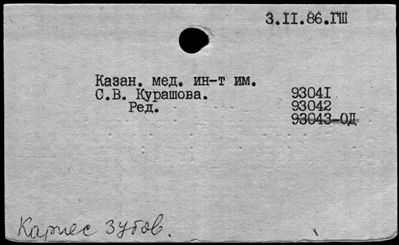 3.II.86.ГШ
Казан. мед. ин-т им.
С.В. Курашова. 93041
Ред. 93042
93043-ОД
Кариес зубов.